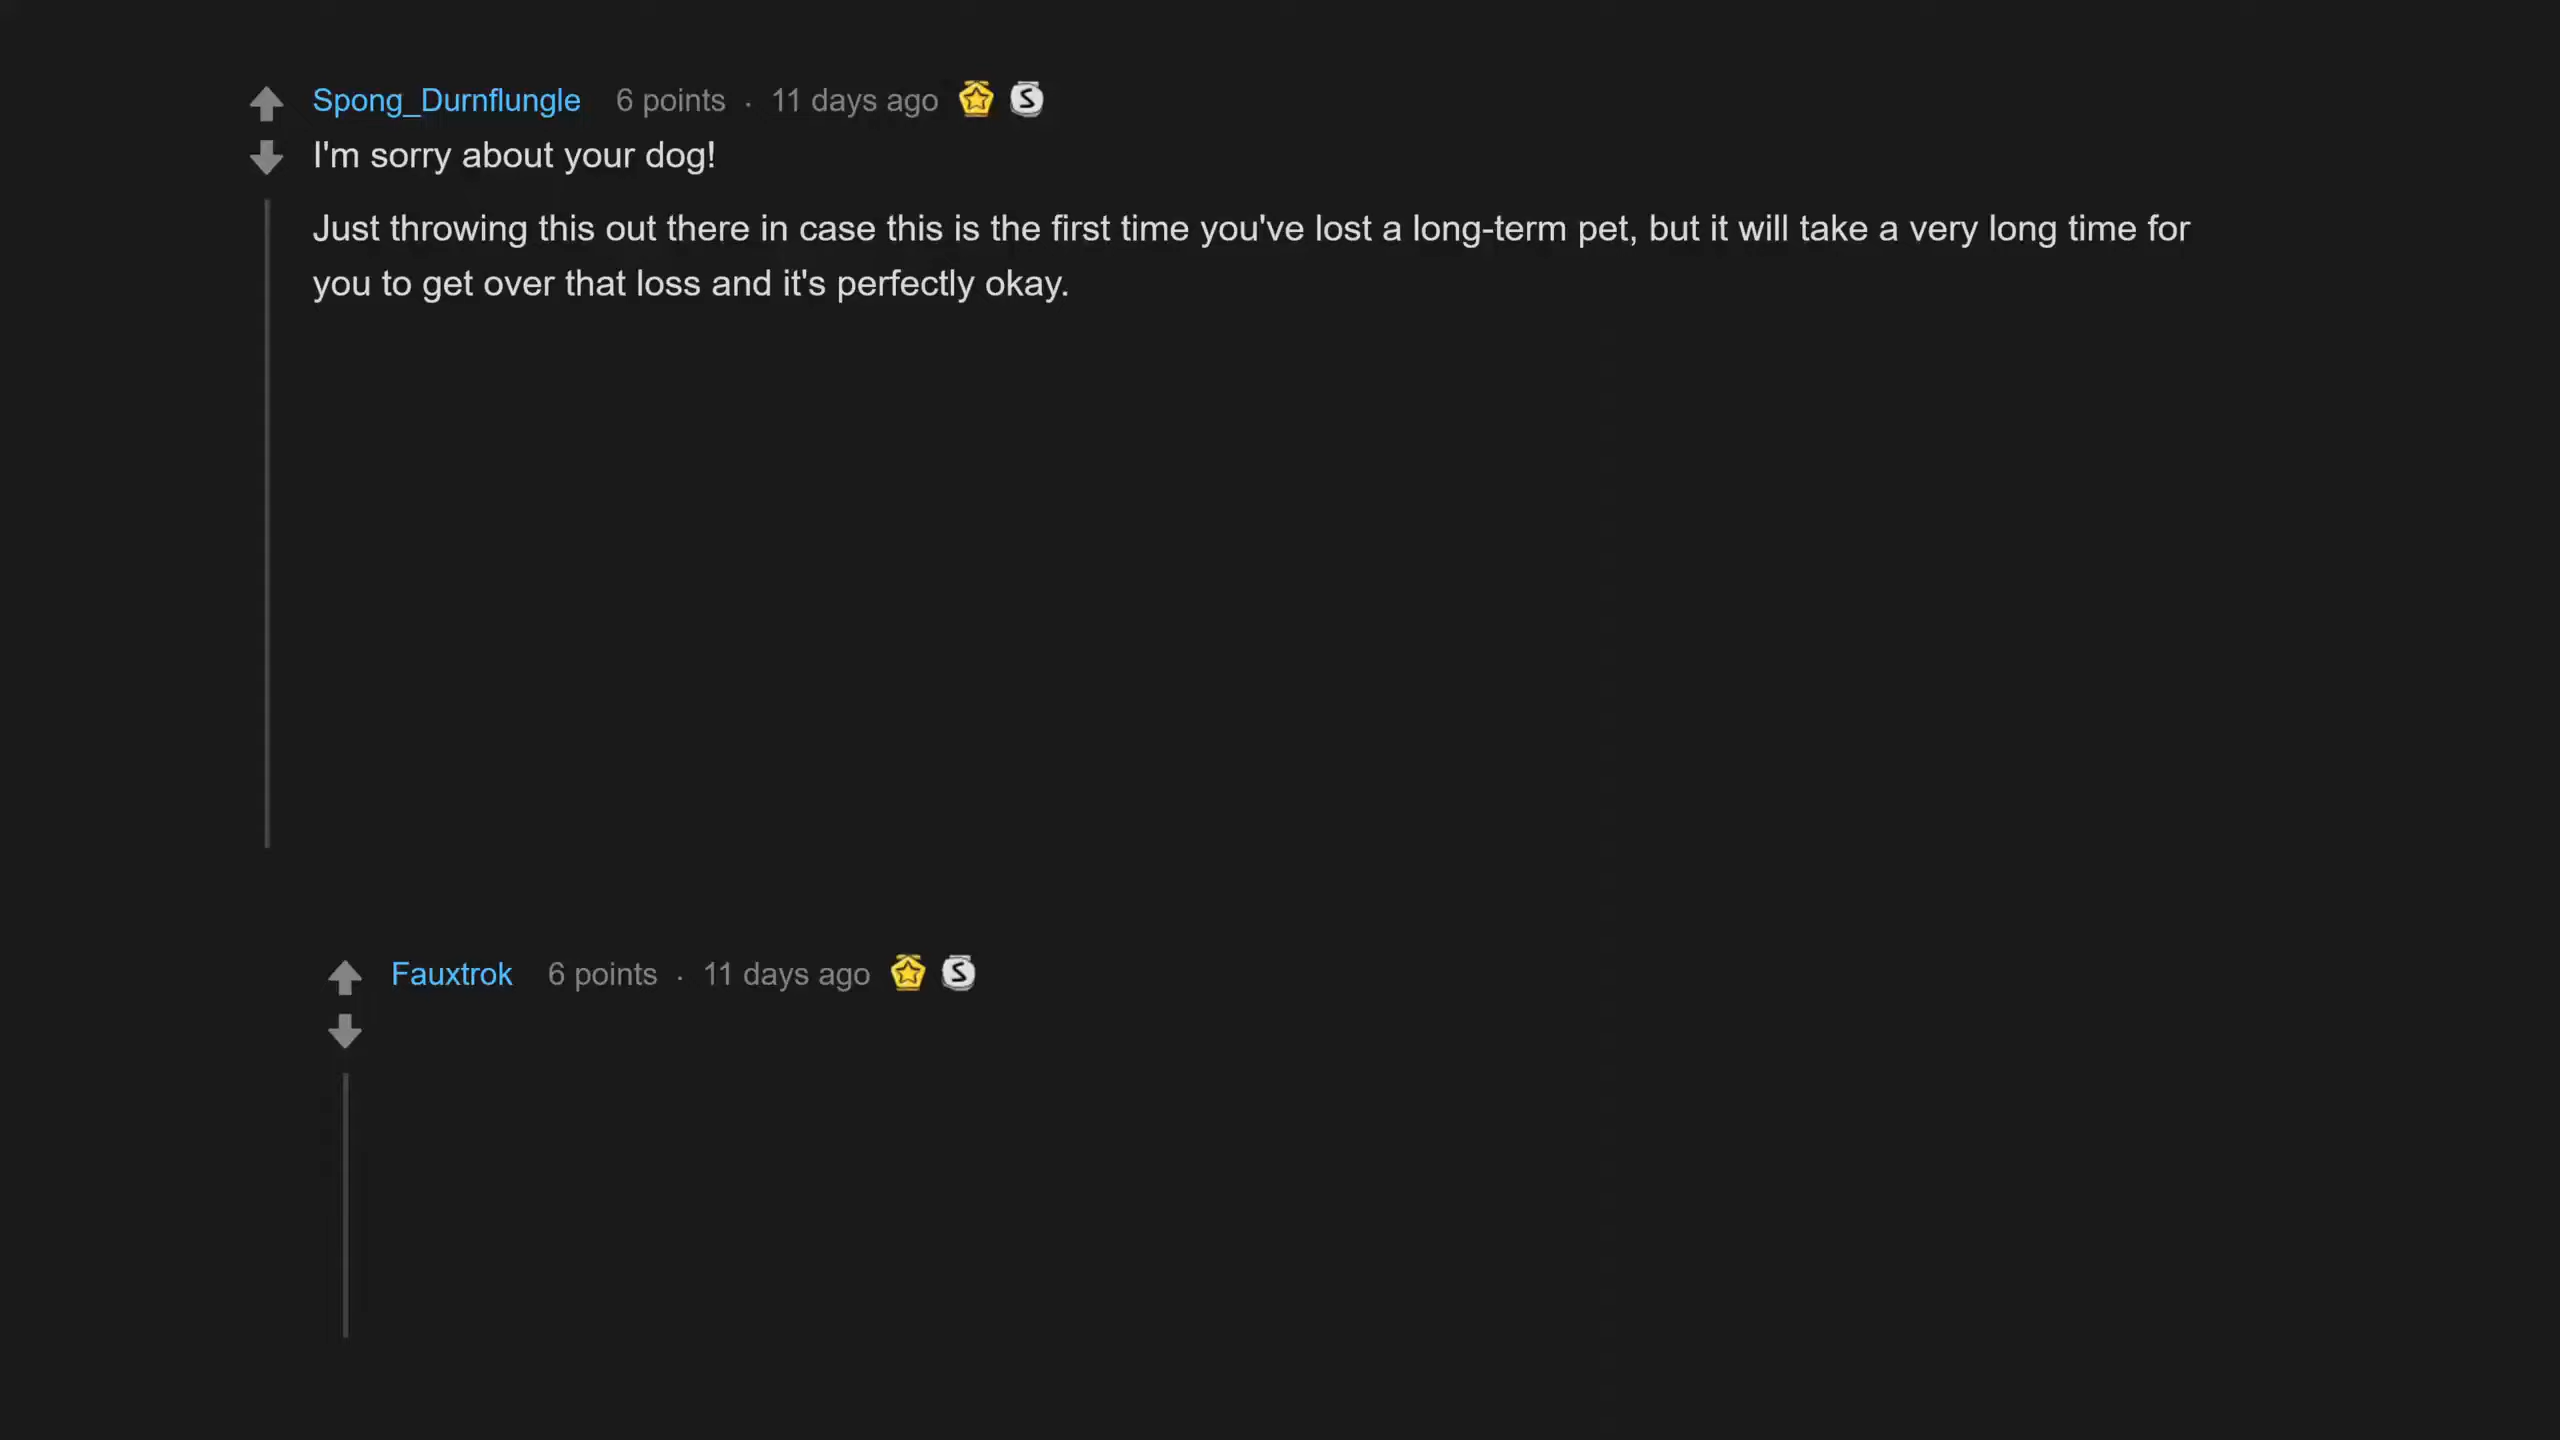 Spong_Durnflungle 6 points . 11 days ago S
I'm sorry about your dog!
Just throwing this out there in case this is the first time you've lost a long-term pet, but it will take a very long time for
you to get over that loss and it's perfectly okay.
Fauxtrok 6 points . 11 days ago S